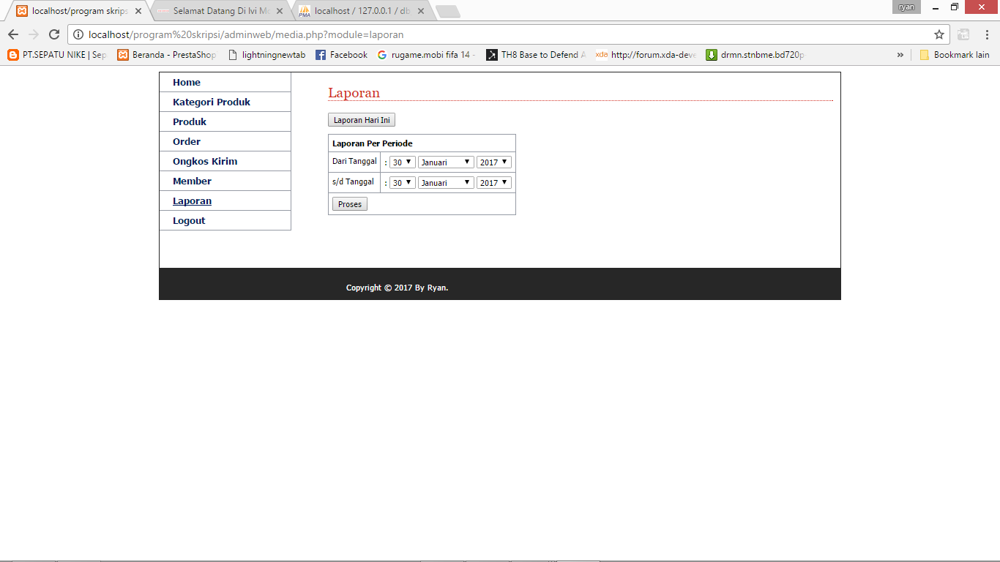 localhost/program skrips
Selamat Datang Di Ivi Mo
PMA
localhost / 127.0.0.1 / db
ryan
localhost/program%20skripsi/adminweb/media.php?module=laporan
PT.SEPATU NIKE | Sep
Beranda - PrestaShop
lightningnewtab
Facebook
rugame.mobi fifa 14 -
TH8 Base to Defend A
xda
http://forum.xda-deve
drmn.stnbme.bd720p
»
Bookmark lain
Home
Kategori Produk
Produk
Order
Ongkos Kirim
Member
Laporan
Logout
Laporan
Laporan Hari Ini
Laporan Per Periode
Dari Tanggal : 30 Januari 2017
s/d Tanggal : 30 Januari 2017
Proses
Copyright © 2017 By Ryan.